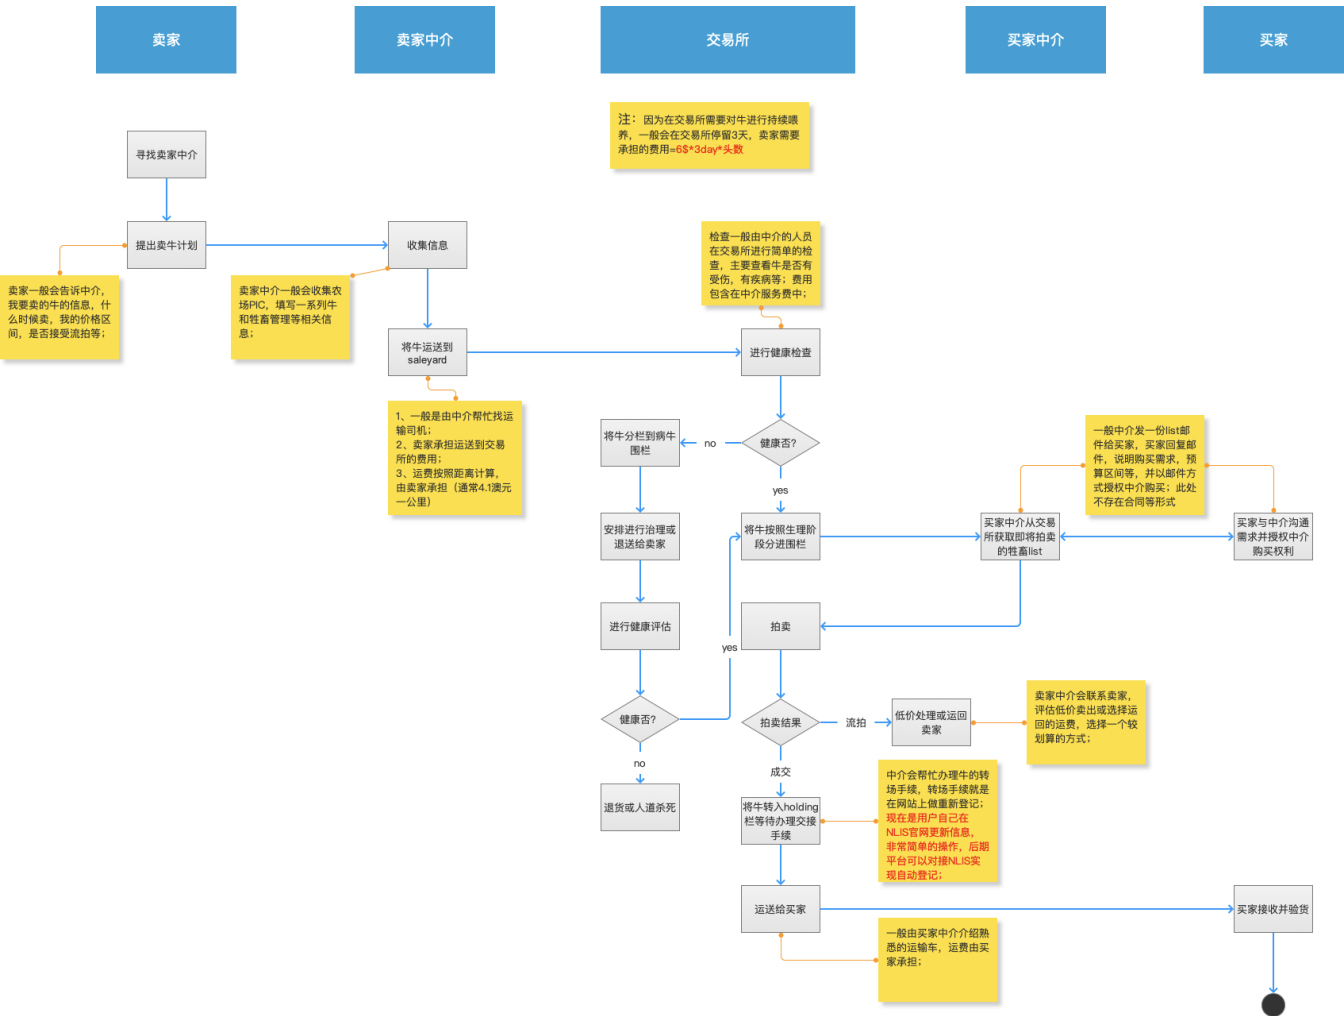 卖家
卖家中介
交易所
买家中介
买家
注：因为在交易所需要对牛进行持续喂
养，一般会在交易所停留3天，卖家需要
承担的费用=6$*3day*头数
寻找卖家中介
提出卖牛计划
收集信息
检查一般由中介的人员
在交易所进行简单的检
查，主要查看牛是否有
受伤，有疾病等；费用
包含在中介服务费中；
卖家一般会告诉中介，
我要卖的牛的信息，什
么时候卖，我的价格区
间，是否接受流拍等；
卖家中介一般会收集农
场PIC，填写一系列牛
和牲畜管理等相关信
息；
将牛运送到
saleyard
进行健康检查
1、一般是由中介帮忙找运
输司机；
2、卖家承担运送到交易
所的费用；
3、运费按照距离计算，
由卖家承担（通常4.1澳元
一公里）
将牛分栏到病牛
围栏
no
健康否?
yes
一般中介发一份list邮
件给买家，买家回复邮
件，说明购买需求，预
算区间等，并以邮件方
式授权中介购买；此处
不存在合同等形式
安排进行治理或
退送给卖家
将牛按照生理阶
段分进围栏
买家中介从交易
所获取即将拍卖
的牲畜list
买家与中介沟通
需求并授权中介
购买权利
进行健康评估
拍卖
yes
健康否?
拍卖结果
流拍
低价处理或运回
卖家
卖家中介会联系卖家，
评估低价卖出或选择运
回的运费，选择一个较
划算的方式；
no
成交
退货或人道杀死
将牛转入holding
栏等待办理交接
手续
中介会帮忙办理牛的转
场手续，转场手续就是
在网站上做重新登记；
现在是用户自己在
NLIS官网更新信息，
非常简单的操作，后期
平台可以对接NLIS实
现自动登记；
运送给买家
买家接收并验货
一般由买家中介介绍熟
悉的运输车，运费由买
家承担；